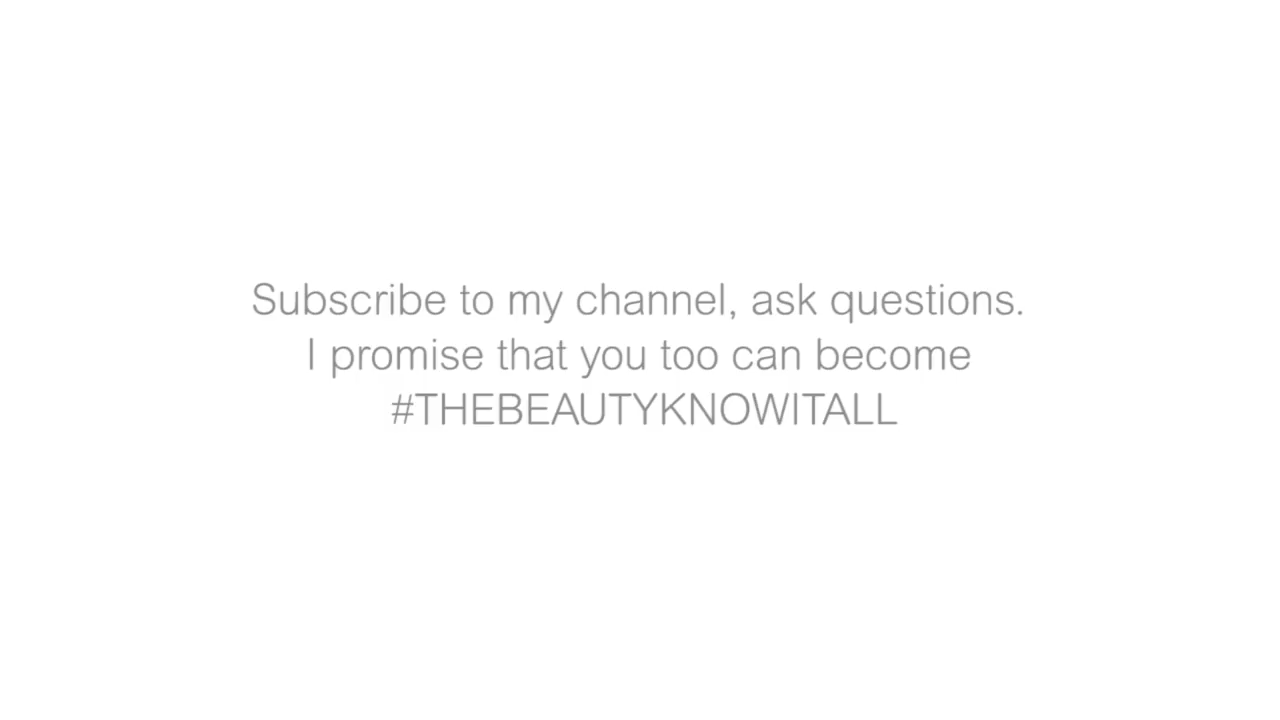 Subscribe to my channel, ask questions.
I promise that you too can become
#THEBEAUTYKNOWITALL